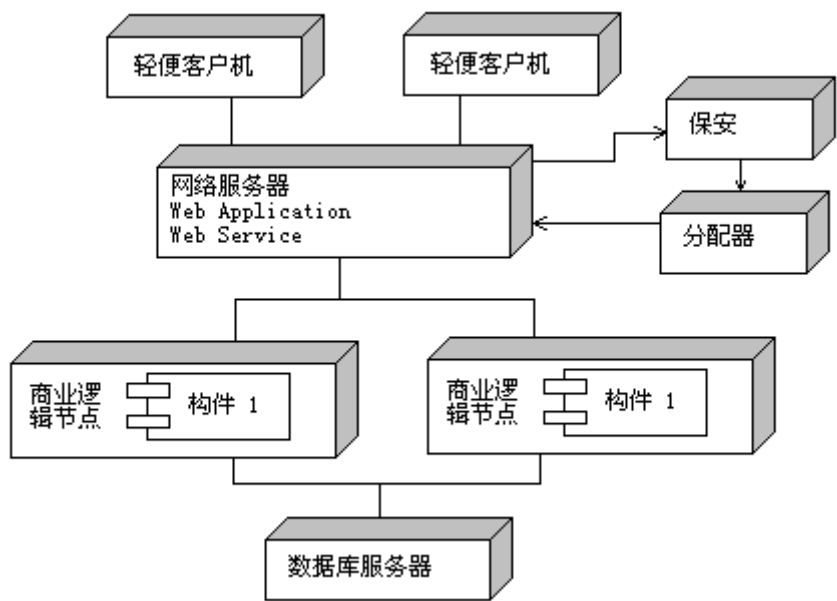 轻便客户机
轻便客户机
保安
网络服务器
Web Application
Web Service
分配器
商业逻
辑节点
构件 1
商业逻
辑节点
构件 1
数据库服务器